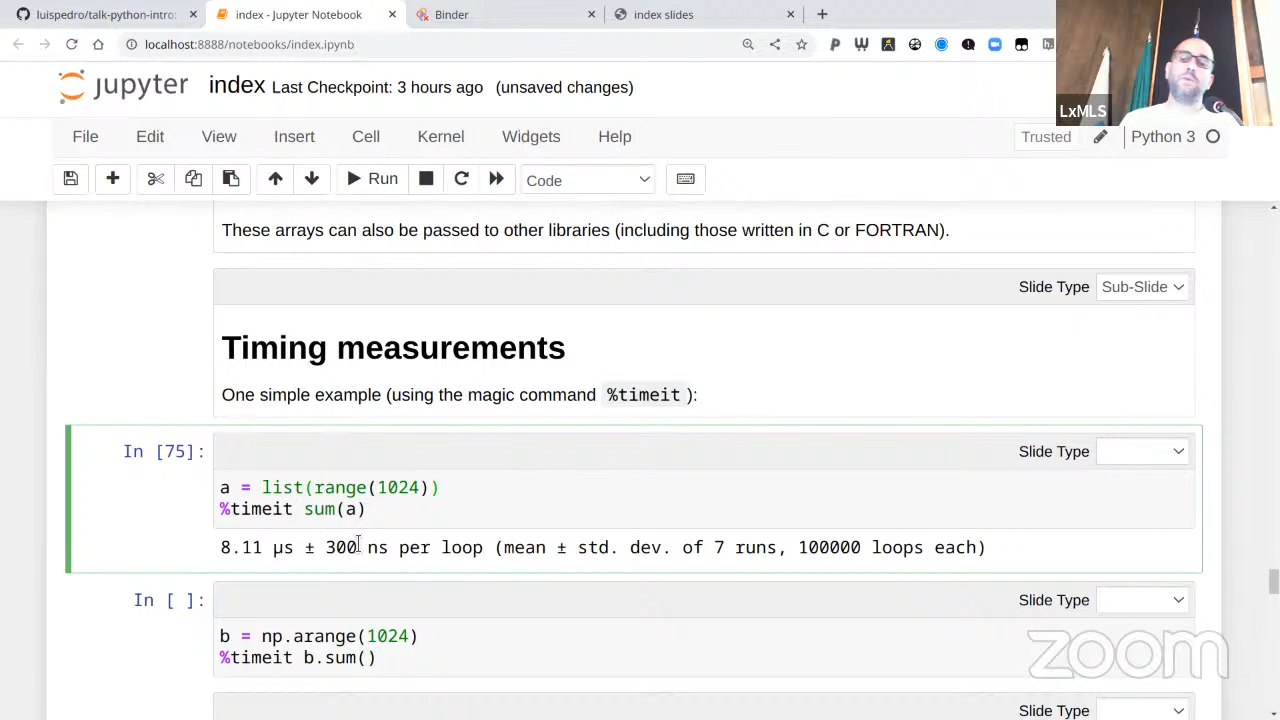 luispedro/talk-python-intro:
index - Jupyter Notebook
Binder
index slides
localhost:8888/notebooks/index.ipynb
jupyter
index Last Checkpoint: 3 hours ago (unsaved changes)
LxMLS
File Edit View Insert Cell Kernel Widgets Help
Trusted
Python 3
Run
Code
These arrays can also be passed to other libraries (including those written in C or FORTRAN).
Slide Type Sub-Slide
Timing measurements
One simple example (using the magic command %timeit ):
In [75]:
Slide Type
a = list(range(1024))
%timeit sum(a)
8.11 µs ± 300 ns per loop (mean ± std. dev. of 7 runs, 100000 loops each)
In [ ]:
Slide Type
b = np.arange(1024)
%timeit b.sum()
zoom
Slide Type